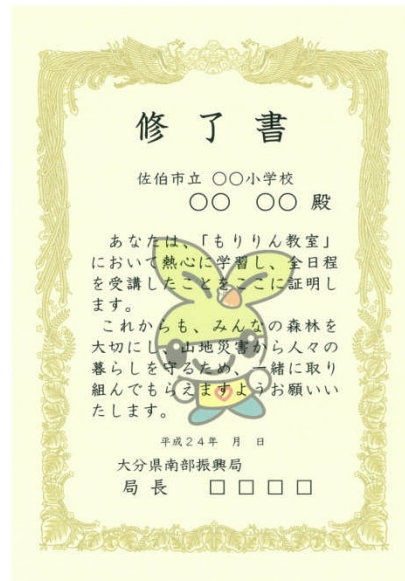 修了書
佐伯市立 〇〇小学校
〇〇 〇〇 殿
あなたは、「もりりん教室」
において熱心に学習し、全日程
を受講したことをここに証明し
ます。
これからも、みんなの森林を
大切にし、山地災害から人々の
暮らしを守るため、一緒に取り
組んでもらえますようお願いい
たします。
平成24年 月 日
大分県南部振興局
局長 □□□□